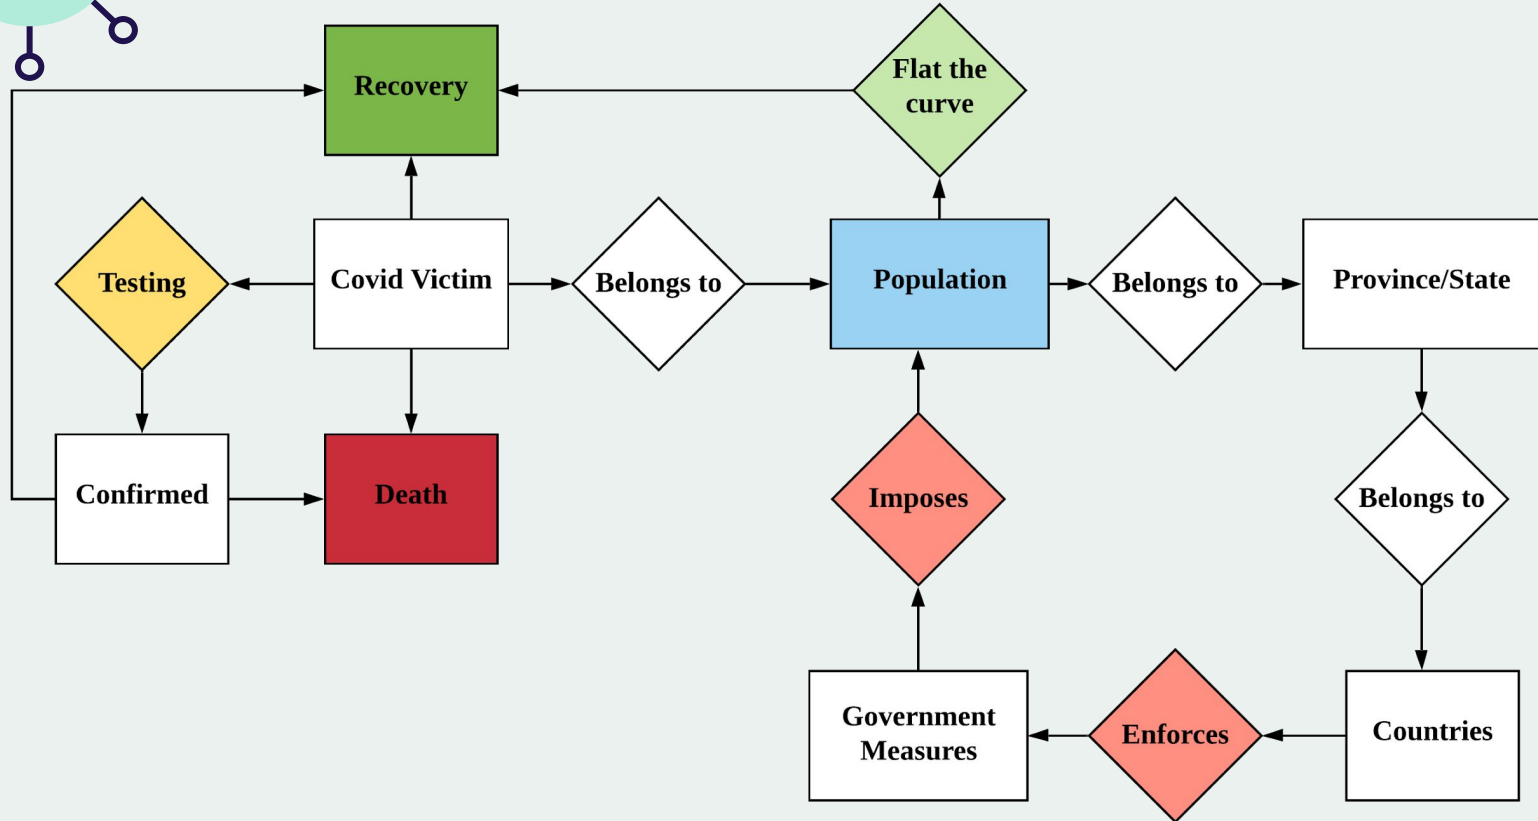 Flat the
curve
Recovery
Testing
Covid Victim
Belongs to
Population
Belongs to
Province/State
Confirmed
Death
Imposes
Belongs to
Government
Measures
Enforces
Countries